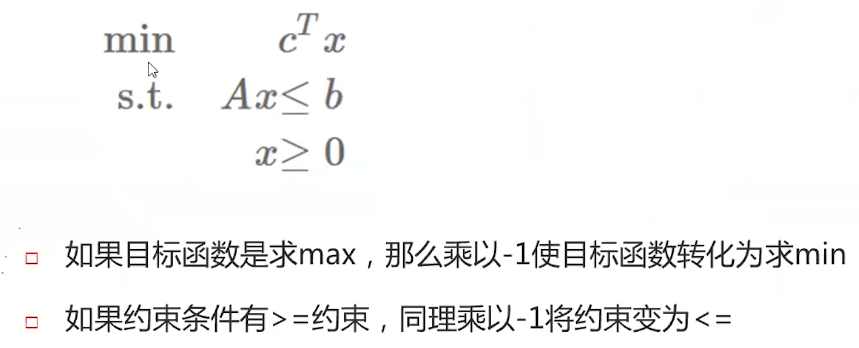 min c^T x
s.t. Ax ≤ b
x ≥ 0
如果目标函数是求max，那么乘以-1使目标函数转化为求min
如果约束条件有>=约束，同理乘以-1将约束变为<=